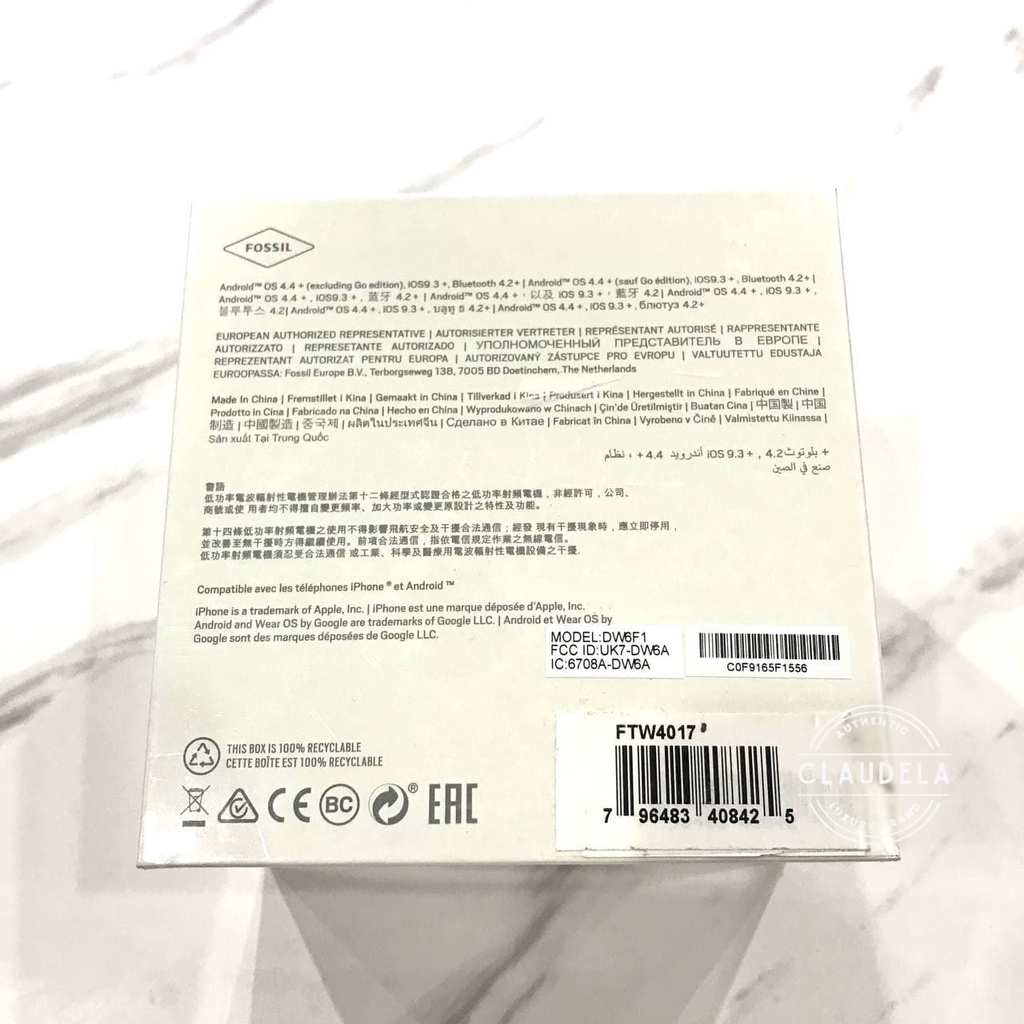 FOSSIL
Android™ OS 4.4 + (excluding Go edition), iOS9.3 +, Bluetooth 4.2+ | Android™ OS 4.4 + (sauf Go édition), iOS9.3 +, Bluetooth 4.2+ |
Android™ OS 4.4 +, iOS9.3 +, 蓝牙 4.2+ | Android™ OS 4.4 +，以及 iOS 9.3 +，藍牙 4.2| Android™ OS 4.4 +, iOS 9.3 +,
블루투스 4.2| Android™ OS 4.4 +, iOS 9.3 +, บลูทูธ 4.2+| Android™ OS 4.4 +, iOS 9.3 +, блютуз 4.2+
EUROPEAN AUTHORIZED REPRESENTATIVE | AUTORISIERTER VERTRETER | REPRÉSENTANT AUTORISÉ | RAPPRESENTANTE
AUTORIZZATO | REPRESETANTE AUTORIZADO | УПОЛНОМОЧЕННЫЙ ПРЕДСТАВИТЕЛЬ В ЕВРОПЕ |
REPREZENTANT AUTORIZAT PENTRU EUROPA | AUTORIZOVANÝ ZÁSTUPCE PRO EVROPU | VALTUUTETTU EDUSTAJA
EUROOPASSA: Fossil Europe B.V., Terborgseweg 138, 7005 BD Doetinchem, The Netherlands
Made In China | Fremstillet i Kina | Gemaakt in China | Tillverkad i Kina | Produsert i Kina | Hergestellt in China | Fabriqué en Chine |
Prodotto in Cina | Fabricado na China | Hecho en China | Wyprodukowano w Chinach | Çin'de Üretilmiştir | Buatan Cina | 中国製 | 中国
制造 | 中國製造 | 중국제 | ผลิตในประเทศจีน | Сделано в Китае | Fabricat în China | Vyrobeno v Číně | Valmistettu Kiinassa |
Sản xuất Tại Trung Quốc
+ بلوتوث4.2 , iOS 9.3 + أندرويد 4.4 + ، نظام
صنع في الصين
警語
低功率電波輻射性電機管理辦法第十二條經型式認證合格之低功率射頻電機，非經許可，公司、
商號或使 用者均不得擅自變更頻率、加大功率或變更原設計之特性及功能。
第十四條低功率射頻電機之使用不得影響飛航安全及干擾合法通信；經發 現有干擾現象時，應立即停用，
並改善至無干擾時方得繼續使用。前項合法通信，指依電信規定作業之無線電信。
低功率射頻電機須忍受合法通信 或工業、科學及醫療用電波輻射性電機設備之干擾.
Compatible avec les téléphones iPhone ® et Android ™
iPhone is a trademark of Apple, Inc. | iPhone est une marque déposée d'Apple, Inc.
Android and Wear OS by Google are trademarks of Google LLC. | Android et Wear OS by
Google sont des marques déposées de Google LLC.
MODEL:DW6F1
FCC ID:UK7-DW6A
IC:6708A-DW6A
C0F9165F1556
THIS BOX IS 100% RECYCLABLE
CETTE BOÎTE EST 100% RECYCLABLE
CE BC ® EAC
FTW4017
7 96483 40842 5
AUTHENTIC
CLAUDELA
LUXURY BRAND